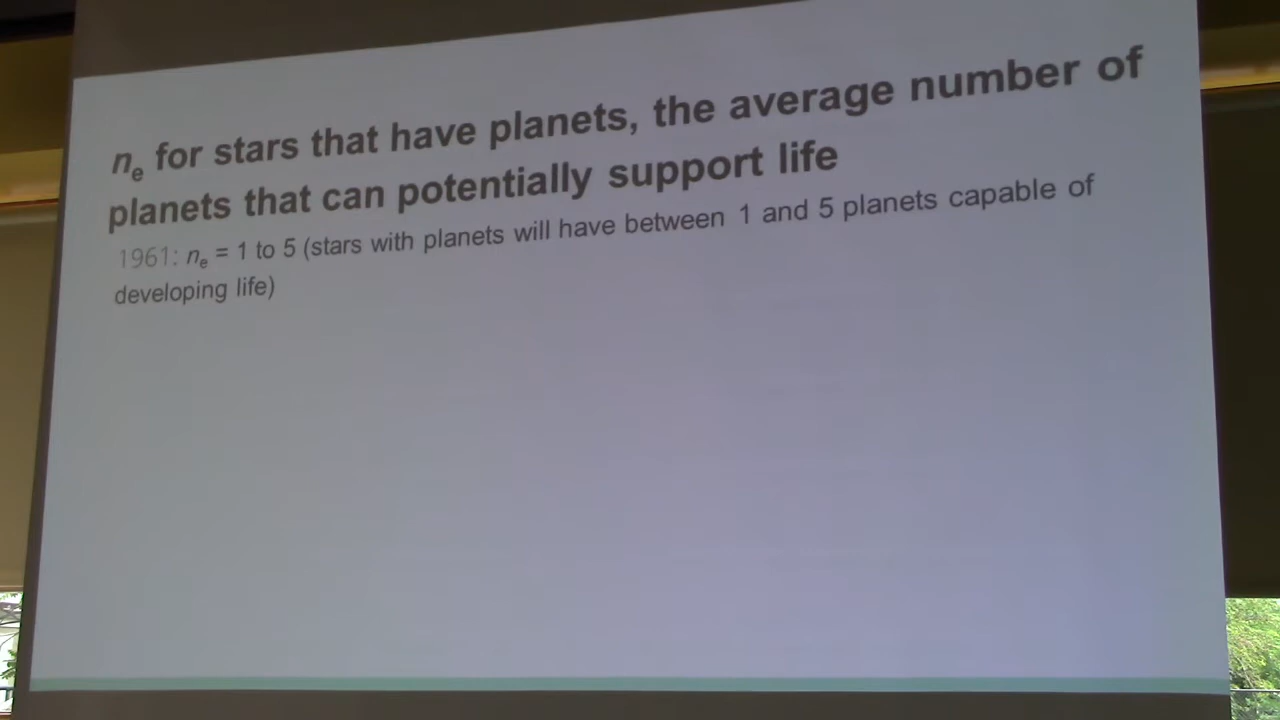 nₑ for stars that have planets, the average number of
planets that can potentially support life
1961: nₑ = 1 to 5 (stars with planets will have between 1 and 5 planets capable of
developing life)